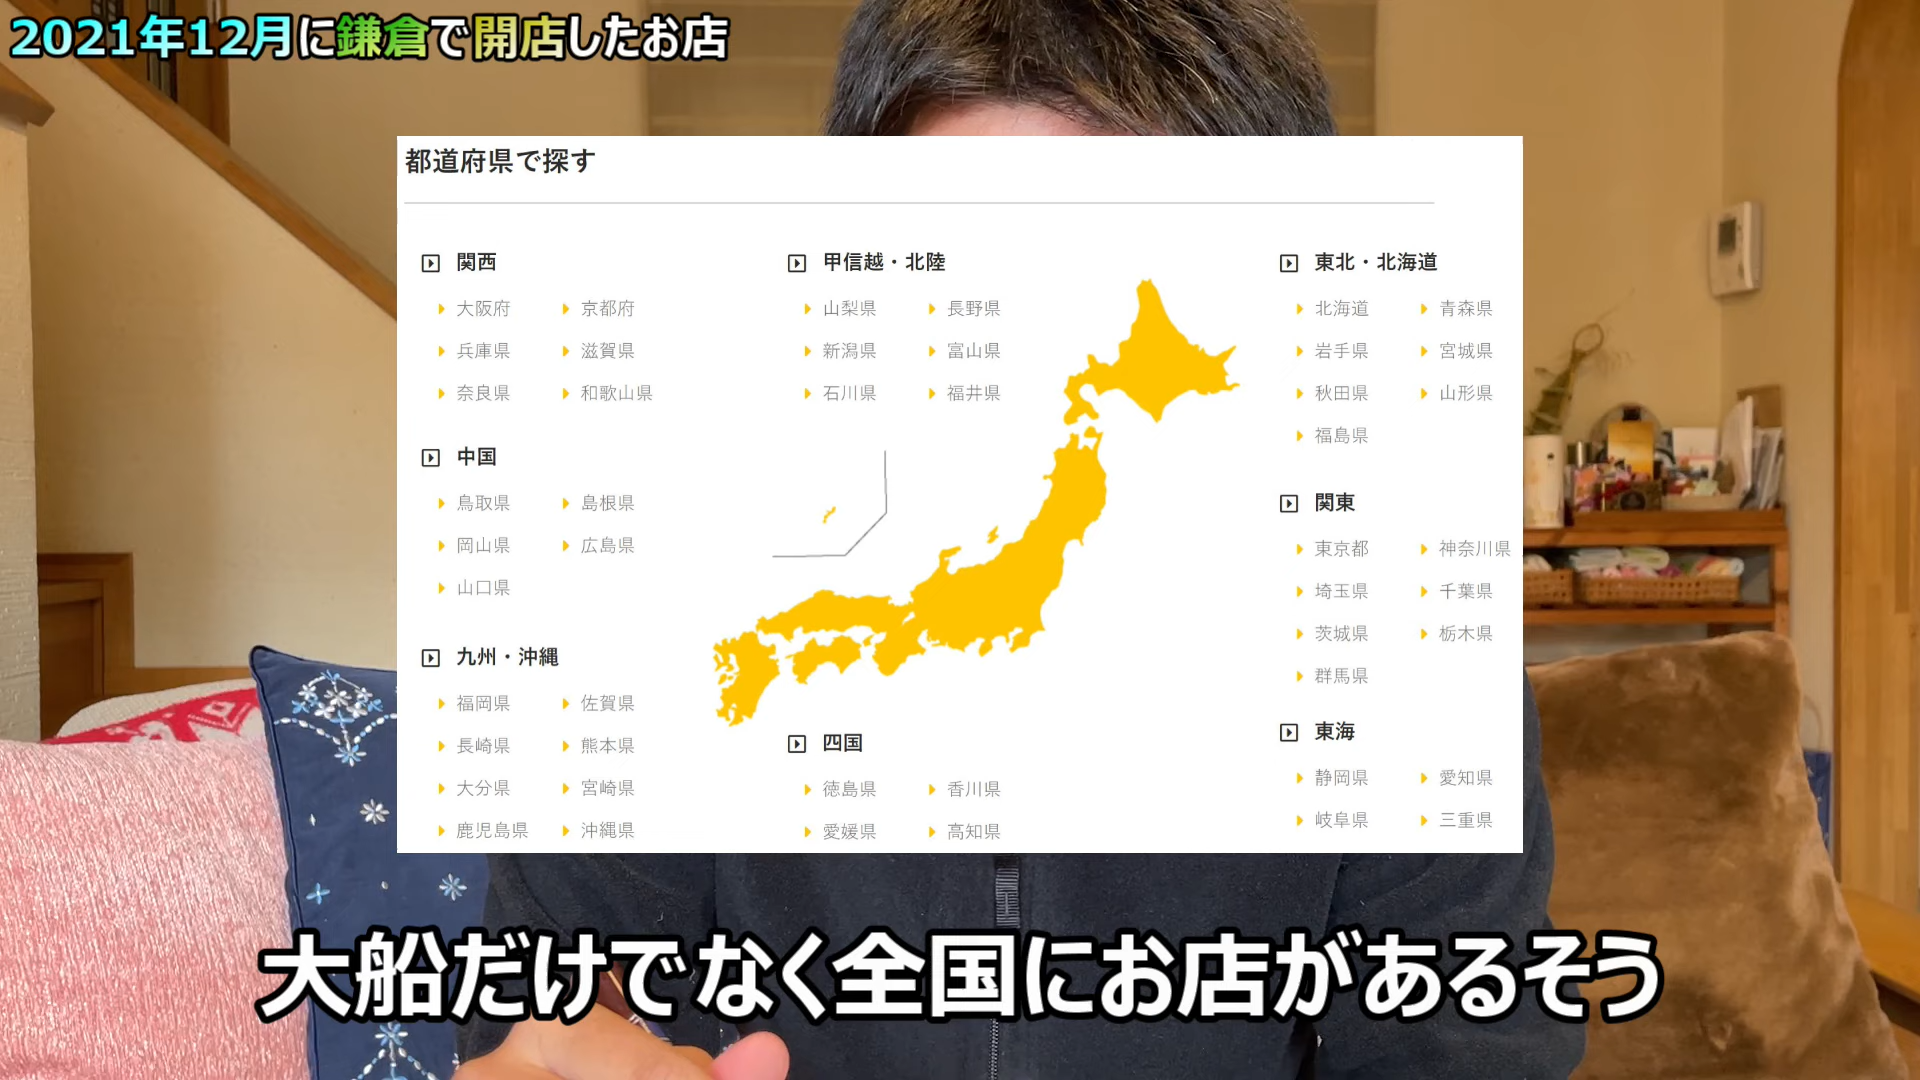 2021年12月に鎌倉で開店したお店
都道府県で探す
関西
大阪府 京都府
兵庫県 滋賀県
奈良県 和歌山県
中国
鳥取県 島根県
岡山県 広島県
山口県
九州・沖縄
福岡県 佐賀県
長崎県 熊本県
大分県 宮崎県
鹿児島県 沖縄県
甲信越・北陸
山梨県 長野県
新潟県 富山県
石川県 福井県
四国
徳島県 香川県
愛媛県 高知県
東北・北海道
北海道 青森県
岩手県 宮城県
秋田県 山形県
福島県
関東
東京都 神奈川県
埼玉県 千葉県
茨城県 栃木県
群馬県
東海
静岡県 愛知県
岐阜県 三重県
大船だけでなく全国にお店があるそう